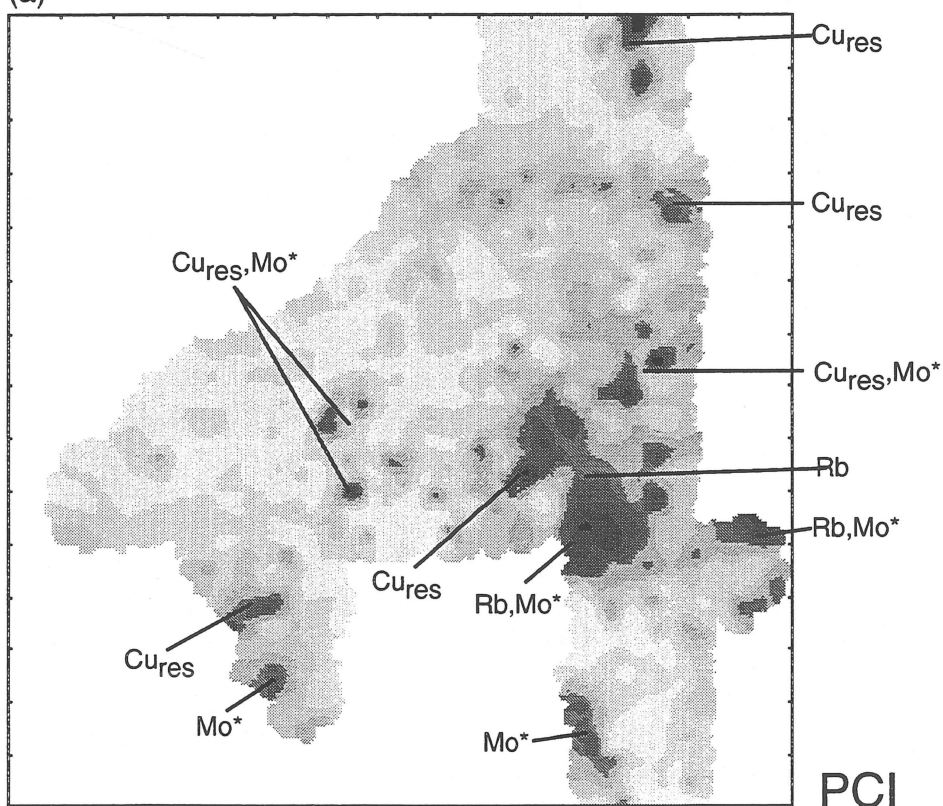 (a)
Cures
Cures
Cures,Mo*
Cures,Mo*
Rb
Rb,Mo*
Cures
Rb,Mo*
Cures
Mo*
Mo*
PCI